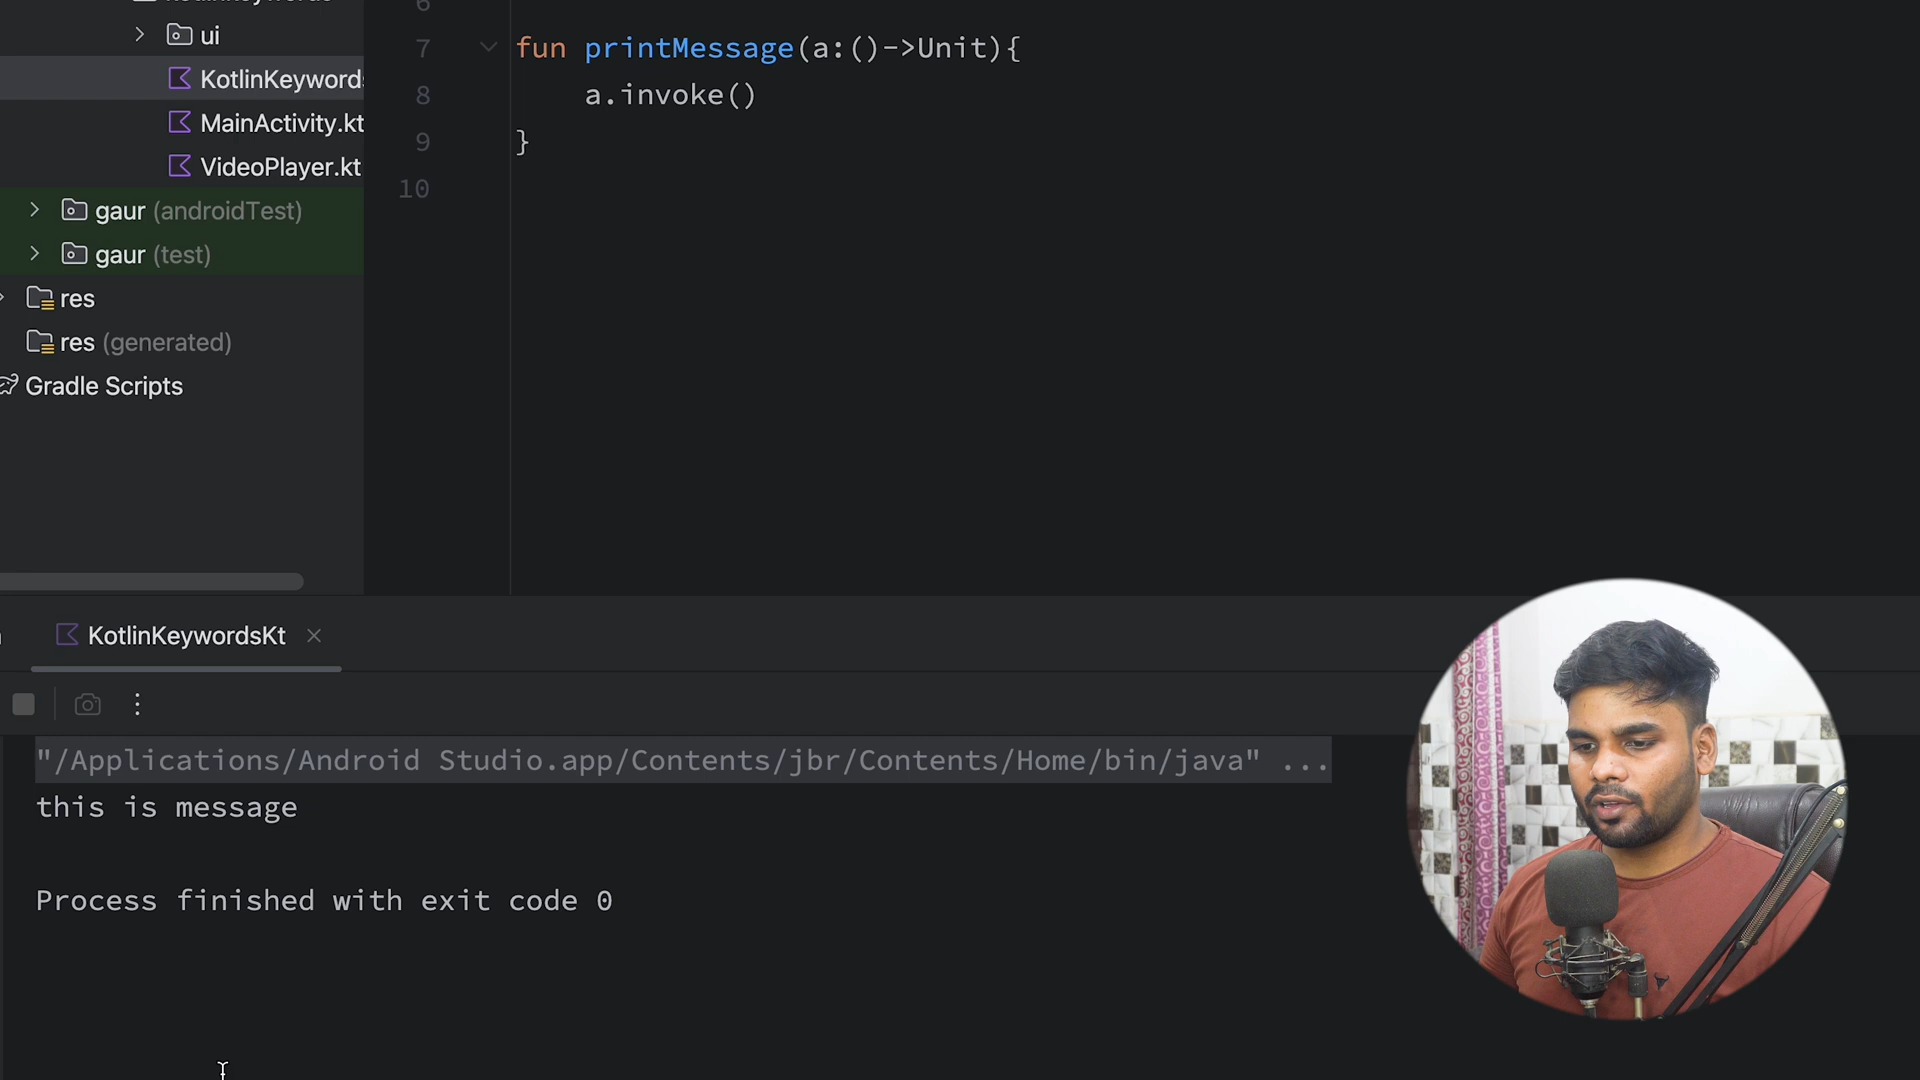 ui
KotlinKeywords
MainActivity.kt
VideoPlayer.kt
gaur (androidTest)
gaur (test)
res
res (generated)
Gradle Scripts
6
7 fun printMessage(a:()->Unit){
8 a.invoke()
9 }
10
KotlinKeywordsKt
"/Applications/Android Studio.app/Contents/jbr/Contents/Home/bin/java" ...
this is message
Process finished with exit code 0